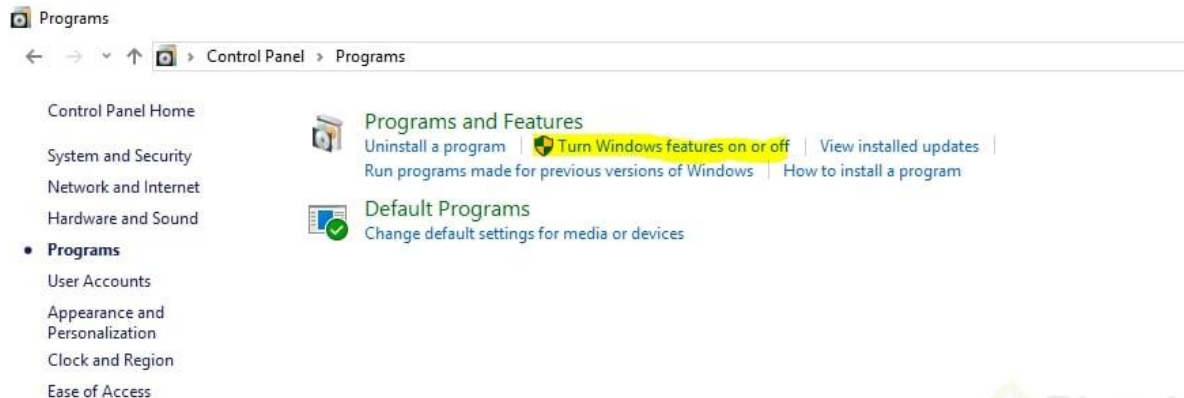 Programs
Control Panel > Programs
Control Panel Home
System and Security
Network and Internet
Hardware and Sound
Programs
User Accounts
Appearance and
Personalization
Clock and Region
Ease of Access
Programs and Features
Uninstall a program | Turn Windows features on or off | View installed updates |
Run programs made for previous versions of Windows | How to install a program
Default Programs
Change default settings for media or devices